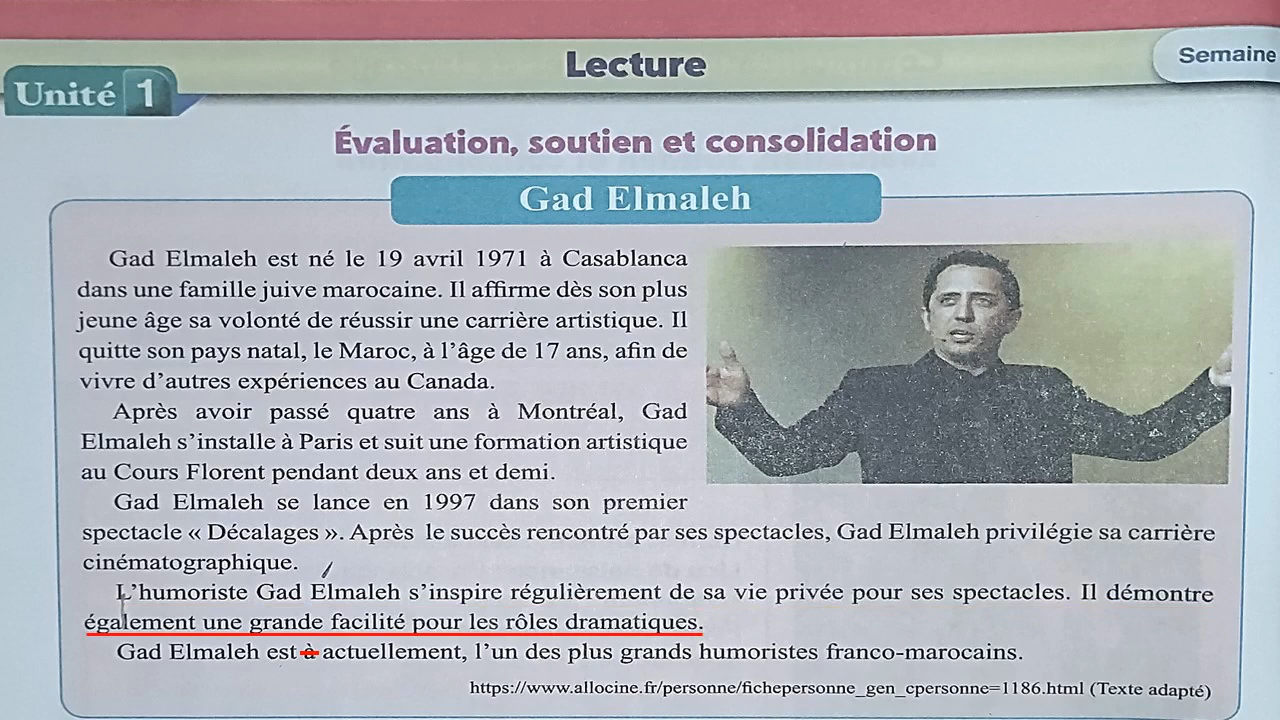 Lecture
Semaine
Unité 1
Évaluation, soutien et consolidation
Gad Elmaleh
Gad Elmaleh est né le 19 avril 1971 à Casablanca
dans une famille juive marocaine. Il affirme dès son plus
jeune âge sa volonté de réussir une carrière artistique. Il
quitte son pays natal, le Maroc, à l'âge de 17 ans, afin de
vivre d'autres expériences au Canada.
Après avoir passé quatre ans à Montréal, Gad
Elmaleh s'installe à Paris et suit une formation artistique
au Cours Florent pendant deux ans et demi.
Gad Elmaleh se lance en 1997 dans son premier
spectacle « Décalages ». Après le succès rencontré par ses spectacles, Gad Elmaleh privilégie sa carrière
cinématographique.
L'humoriste Gad Elmaleh s'inspire régulièrement de sa vie privée pour ses spectacles. Il démontre
également une grande facilité pour les rôles dramatiques.
Gad Elmaleh est à actuellement, l'un des plus grands humoristes franco-marocains.
https://www.allocine.fr/personne/fichepersonne_gen_cpersonne=1186.html (Texte adapté)